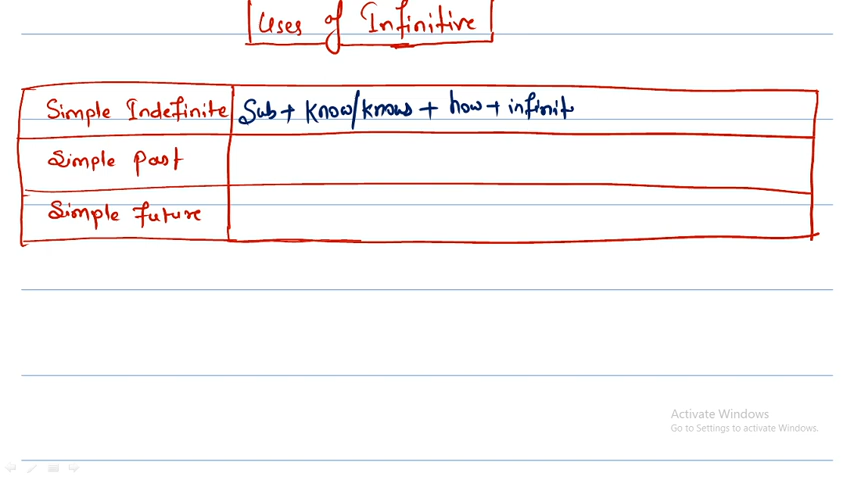 Uses of Infinitive
Simple Indefinite Sub + know/knows + how + infinit
Simple Past
Simple Future
Activate Windows
Go to Settings to activate Windows.